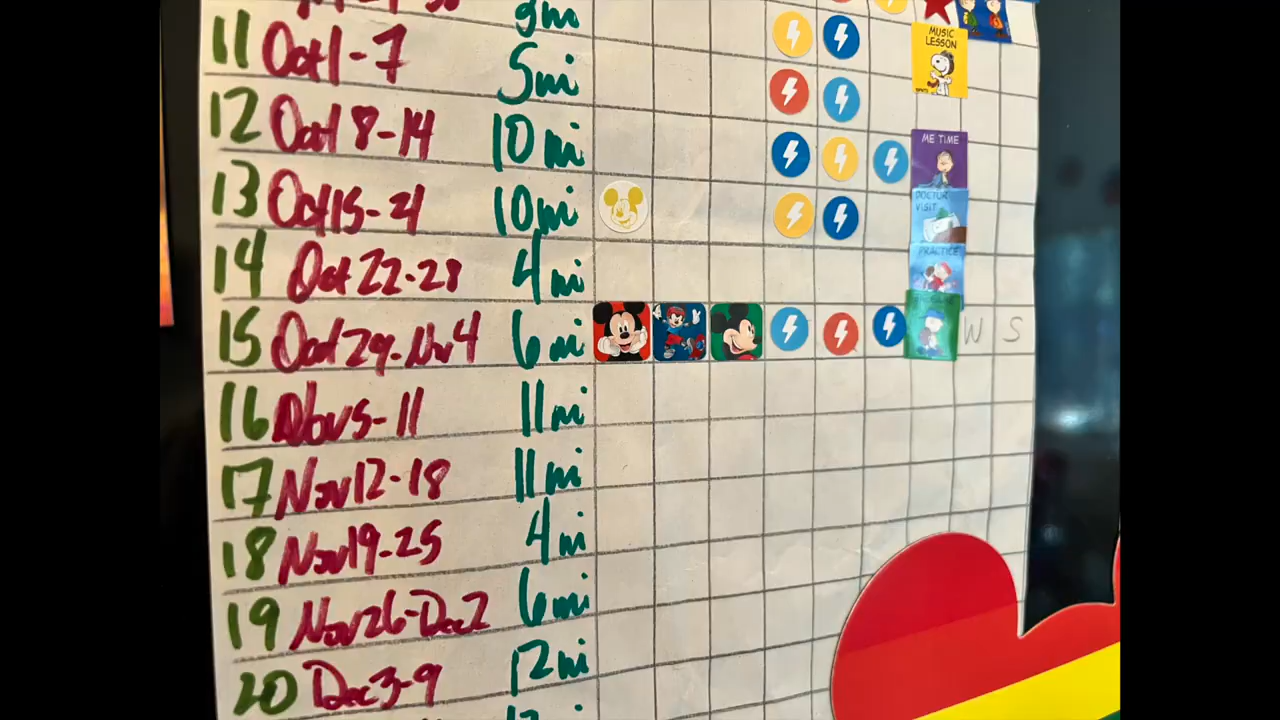 9mi
11 Oct 1-7 5mi MUSIC LESSON
12 Oct 8-14 10mi ME TIME
13 Oct 15-21 10mi DOCTOR VISIT
14 Oct 22-28 4mi PRACTICE
15 Oct 29-Nov 4 6mi W S
16 Nov 5-11 11mi
17 Nov 12-18 11mi
18 Nov 19-25 4mi
19 Nov 26-Dec 2 6mi
20 Dec 3-9 12mi